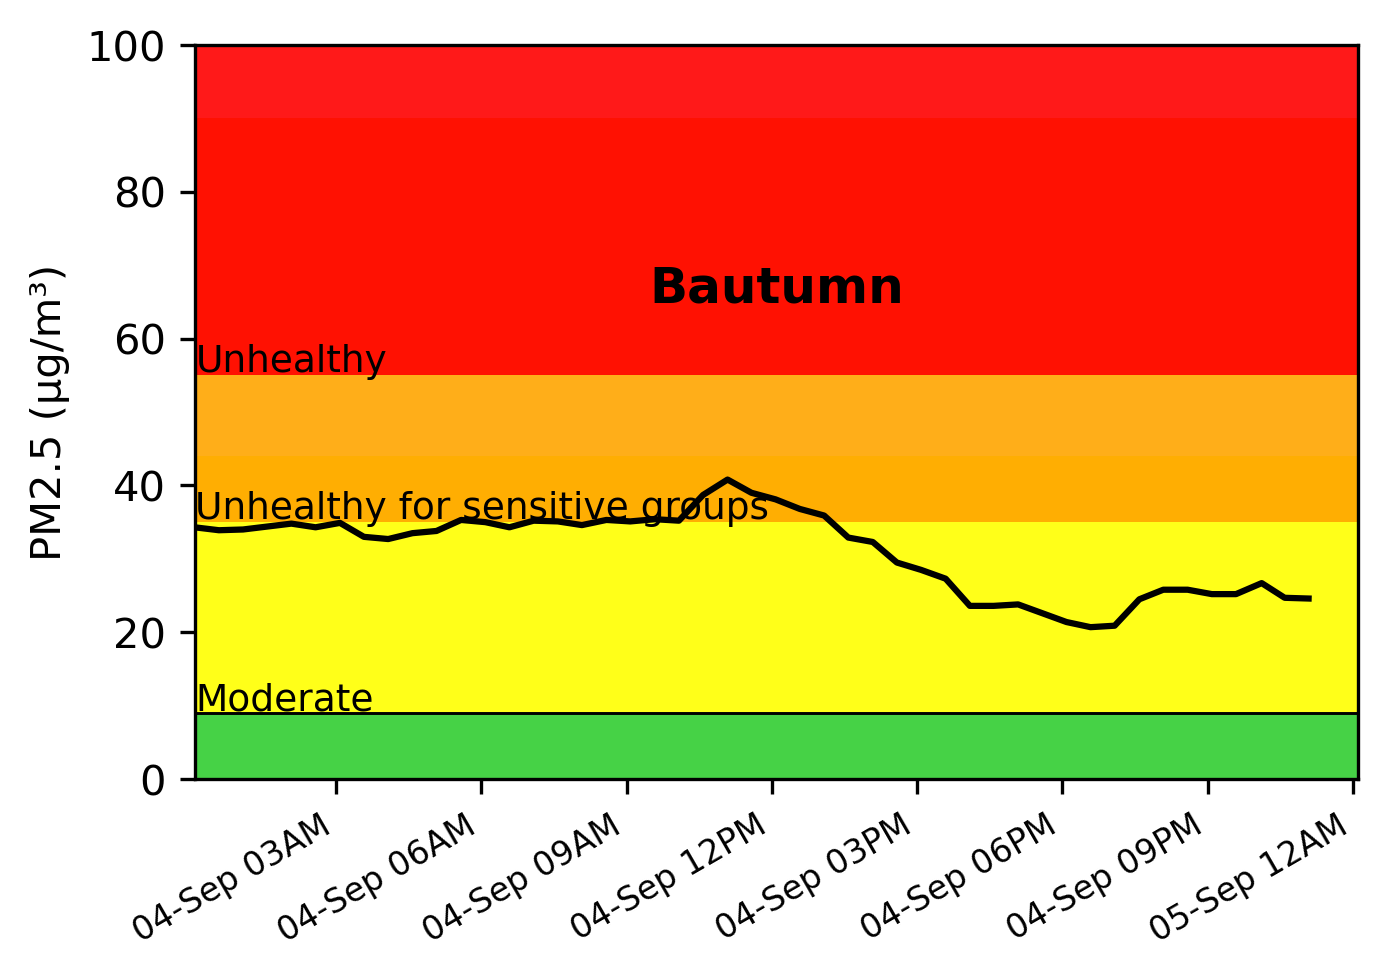 100
80
60
40
20
0
PM2.5 (µg/m³)
Bautumn
Unhealthy
Unhealthy for sensitive groups
Moderate
04-Sep 03AM
04-Sep 06AM
04-Sep 09AM
04-Sep 12PM
04-Sep 03PM
04-Sep 06PM
04-Sep 09PM
05-Sep 12AM